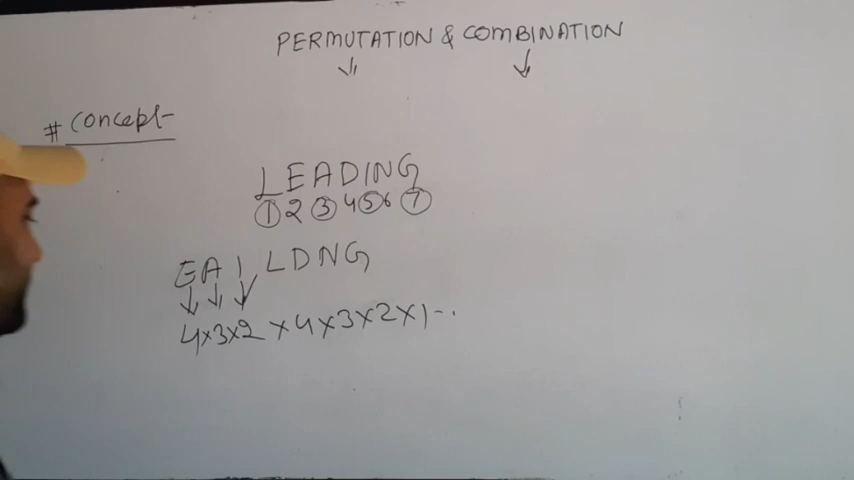 PERMUTATION & COMBINATION
# Concept-
LEADING
1 2 3 4 5 6 7
EAI LDNG
4×3×2 ×4×3×2×1-..